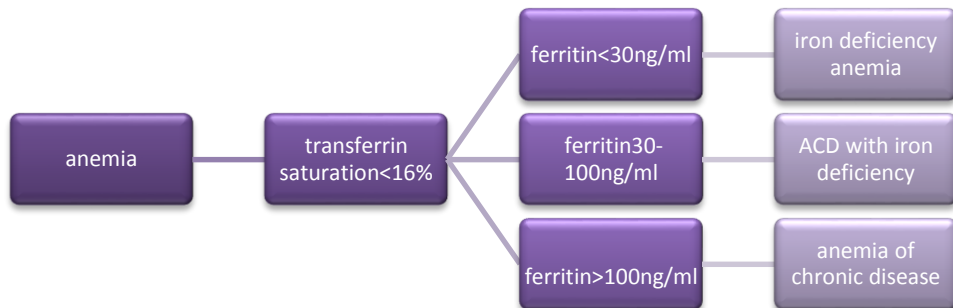 anemia
transferrin
saturation<16%
ferritin<30ng/ml
iron deficiency
anemia
ferritin30-
100ng/ml
ACD with iron
deficiency
ferritin>100ng/ml
anemia of
chronic disease